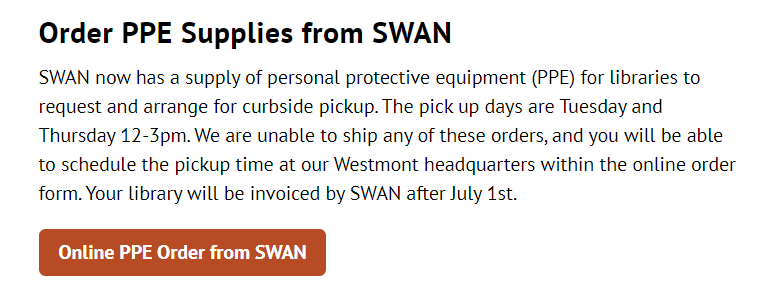 Order PPE Supplies from SWAN
SWAN now has a supply of personal protective equipment (PPE) for libraries to
request and arrange for curbside pickup. The pick up days are Tuesday and
Thursday 12-3pm. We are unable to ship any of these orders, and you will be able
to schedule the pickup time at our Westmont headquarters within the online order
form. Your library will be invoiced by SWAN after July 1st.
Online PPE Order from SWAN